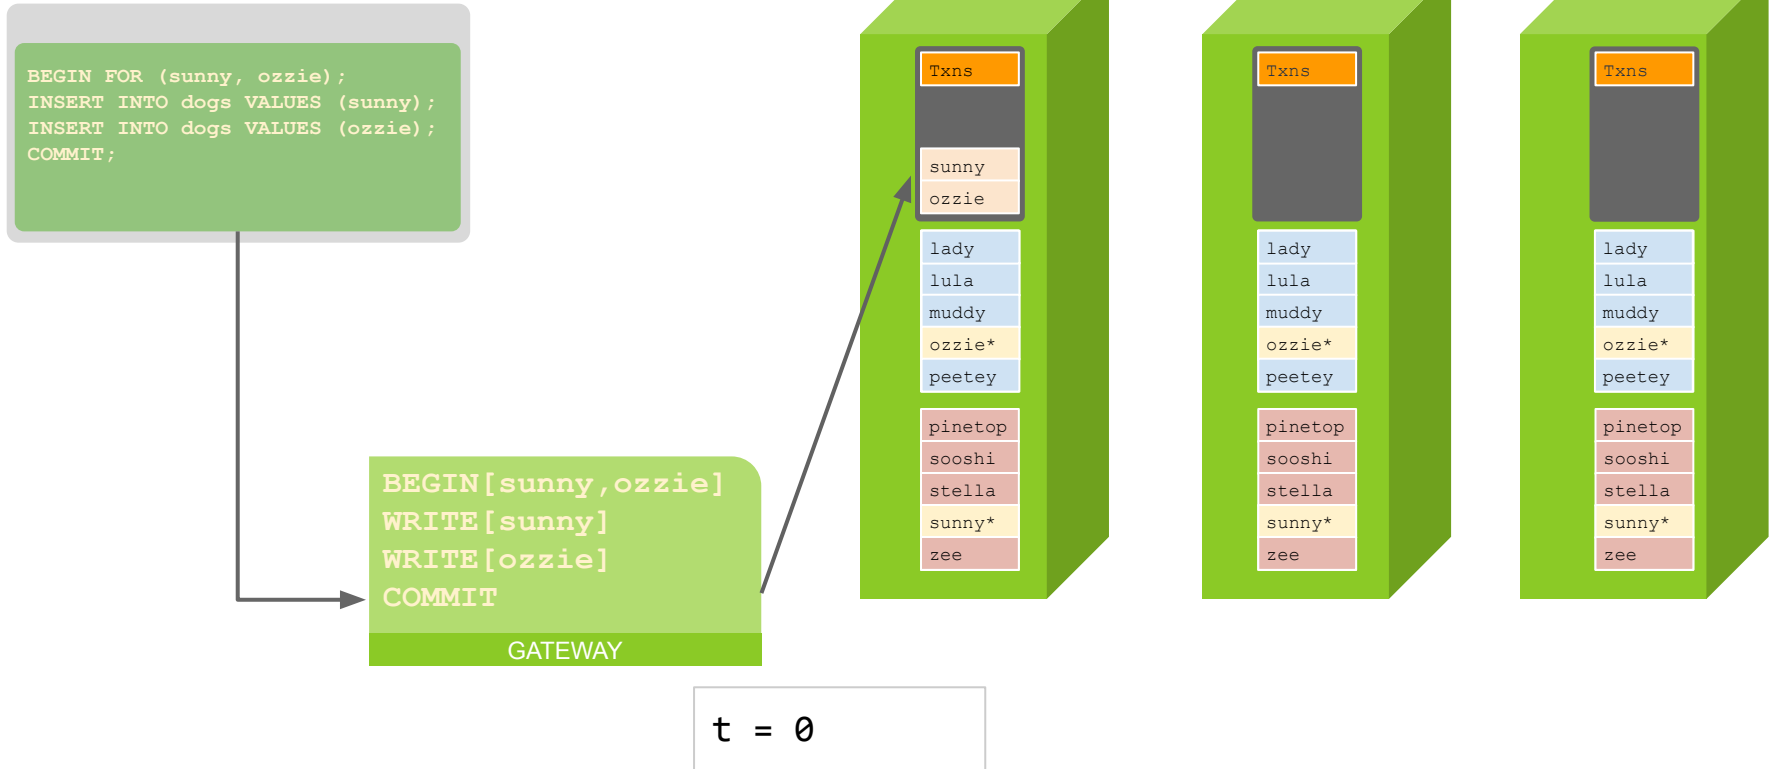 BEGIN FOR (sunny, ozzie);
INSERT INTO dogs VALUES (sunny);
INSERT INTO dogs VALUES (ozzie);
COMMIT;
BEGIN[sunny,ozzie]
WRITE[sunny]
WRITE[ozzie]
COMMIT
GATEWAY
t = 0
Txns
sunny
ozzie
lady
lula
muddy
ozzie*
peetey
pinetop
sooshi
stella
sunny*
zee
Txns
lady
lula
muddy
ozzie*
peetey
pinetop
sooshi
stella
sunny*
zee
Txns
lady
lula
muddy
ozzie*
peetey
pinetop
sooshi
stella
sunny*
zee